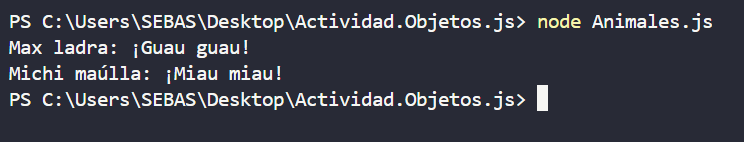 PS C:\Users\SEBAS\Desktop\Actividad.Objetos.js> node Animales.js
Max ladra: ¡Guau guau!
Michi maúlla: ¡Miau miau!
PS C:\Users\SEBAS\Desktop\Actividad.Objetos.js>